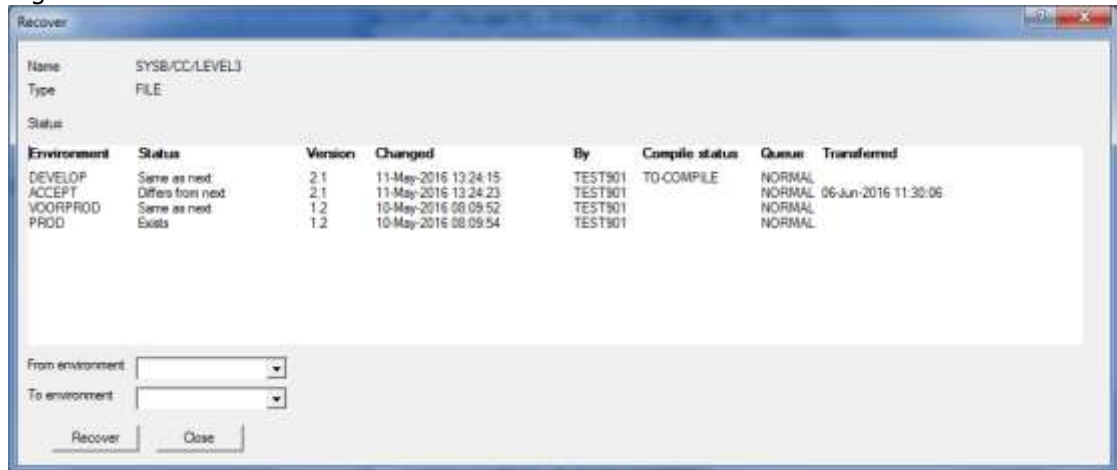 Recover
Name SYSB/CC/LEVEL3
Type FILE
Status
Environment Status Version Changed By Compile status Queue Transferred
DEVELOP Same as next 2.1 11-May-2016 13:24:15 TEST901 TO-COMPILE NORMAL
ACCEPT Differs from next 2.1 11-May-2016 13:24:23 TEST901 NORMAL 06-Jun-2016 11:30:06
VOORPROD Same as next 1.2 10-May-2016 08:09:52 TEST901 NORMAL
PROD Exists 1.2 10-May-2016 08:09:54 TEST901 NORMAL
From environment
To environment
Recover Close